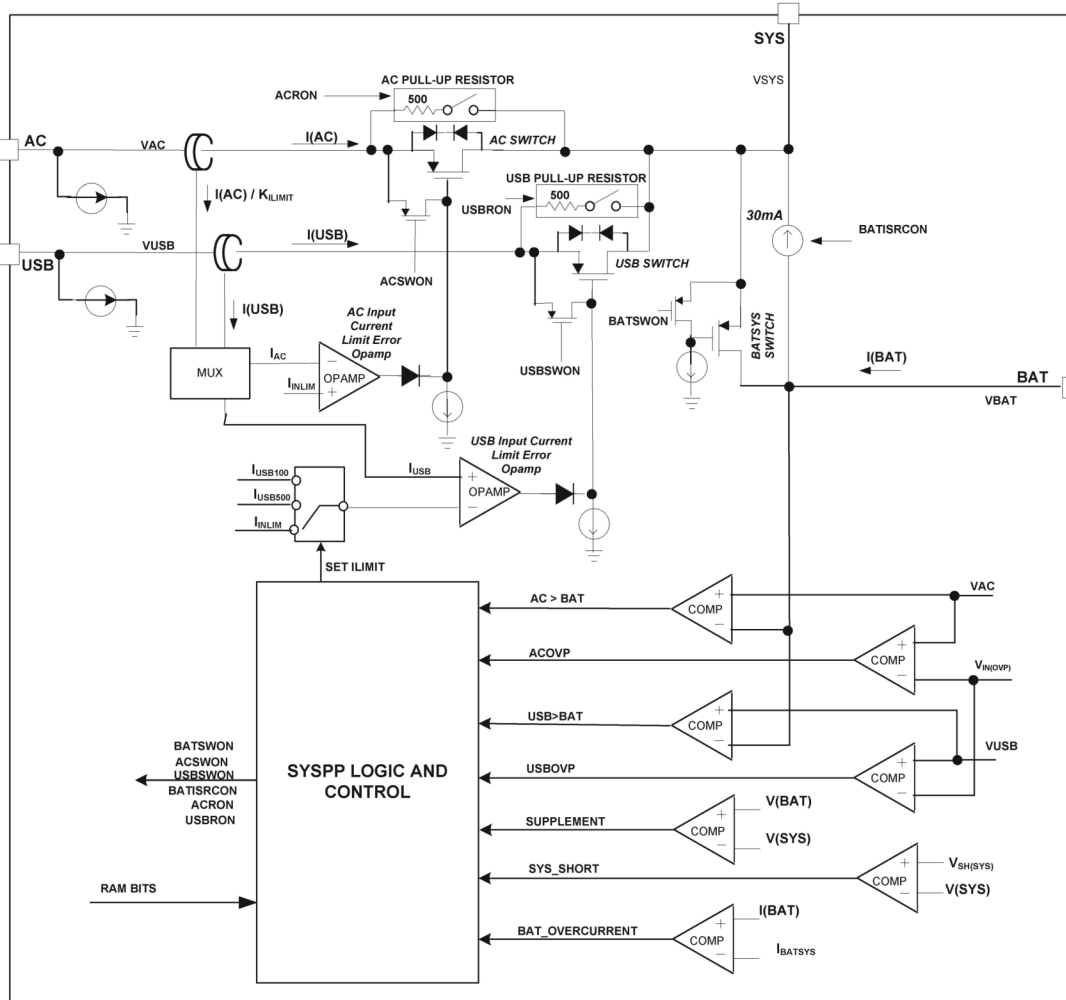 SYS
VSYS
AC PULL-UP RESISTOR
ACRON
500
AC
VAC
I(AC)
AC SWITCH
I(AC) / KILIMIT
USB PULL-UP RESISTOR
USBRON
500
30mA
BATISRCON
USB
VUSB
I(USB)
USB SWITCH
ACSWON
I(USB)
BATSWON
BATSYS
SWITCH
AC Input
Current
Limit Error
Opamp
USBSWON
I(BAT)
BAT
VBAT
MUX
IAC
−
OPAMP
IINLIM
+
USB Input Current
Limit Error
Opamp
IUSB
+
OPAMP
−
IUSB100
IUSB500
IINLIM
SET ILIMIT
AC > BAT
+
COMP
−
VAC
ACOVP
+
COMP
−
VIN(OVP)
USB>BAT
+
COMP
−
VUSB
USBOVP
+
COMP
−
SYSPP LOGIC AND
CONTROL
BATSWON
ACSWON
USBSWON
BATISRCON
ACRON
USBRON
SUPPLEMENT
+
COMP
−
V(BAT)
V(SYS)
SYS_SHORT
+
COMP
−
VSH(SYS)
V(SYS)
RAM BITS
BAT_OVERCURRENT
+
COMP
−
I(BAT)
IBATSYS